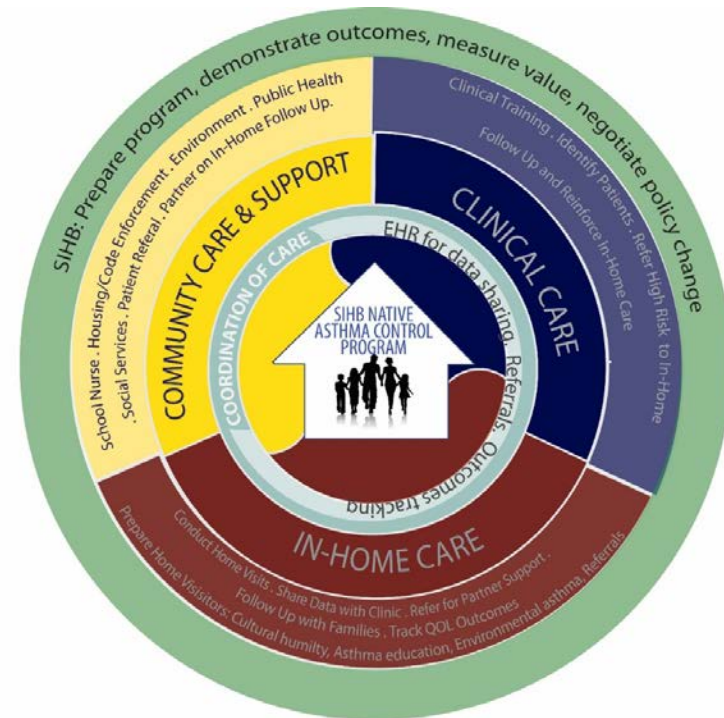 SIHB: Prepare program, demonstrate outcomes, measure value, negotiate policy change
School Nurse . Housing/Code Enforcement . Environment . Public Health
. Social Services . Patient Referal . Partner on In-Home Follow Up.
COMMUNITY CARE & SUPPORT
Clinical Training . Identify Patients . Refer High Risk to In-Home
Follow Up and Reinforce In-Home Care
CLINICAL CARE
COORDINATION OF CARE
EHR for data sharing . Referrals. Outcomes tracking
SIHB NATIVE
ASTHMA CONTROL
PROGRAM
IN-HOME CARE
Conduct Home Visits . Share Data with Clinic . Refer for Partner Support .
Follow Up with Families . Track QOL Outcomes
Prepare Home Visisitors: Cultural humilty, Asthma education, Environmental asthma, Referrals